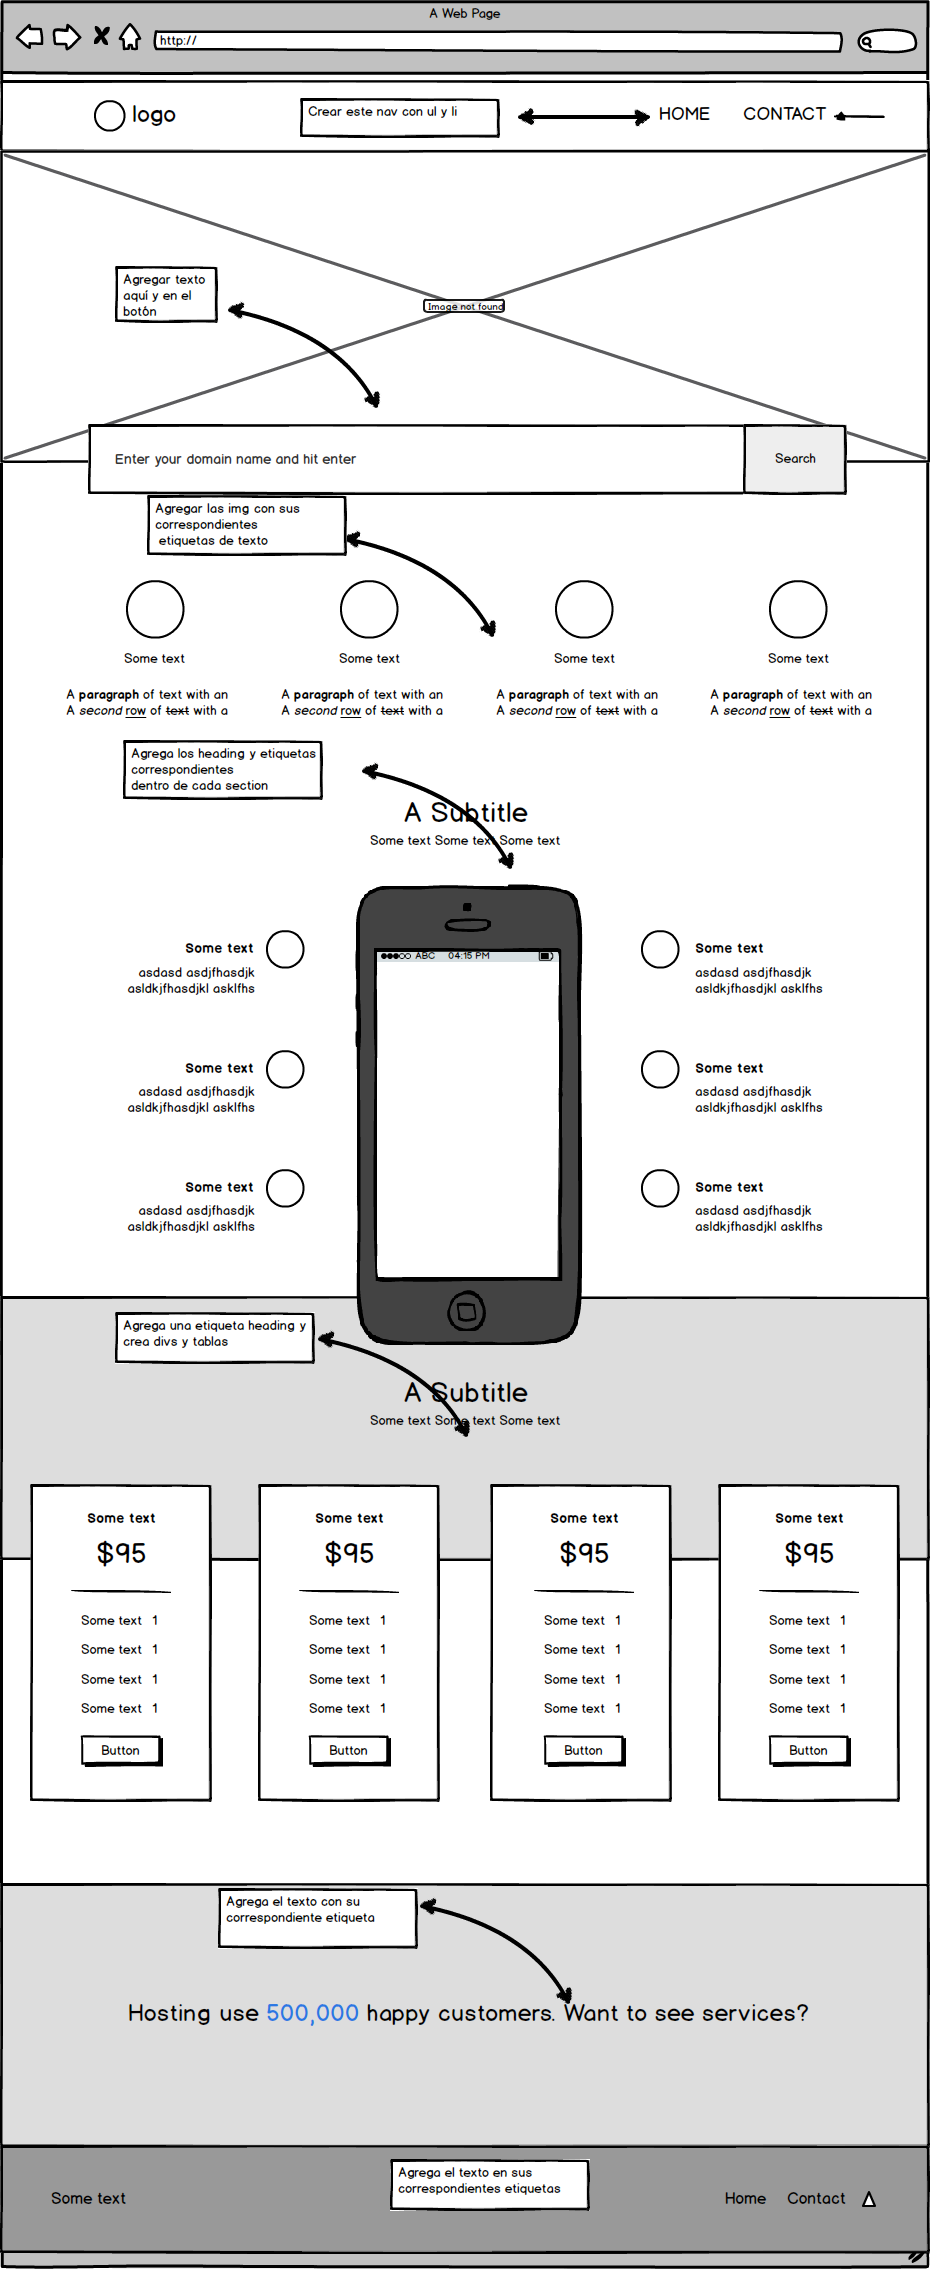 A Web Page
http://
logo
Crear este nav con ul y li
HOME CONTACT
Agregar texto
aquí y en el
botón
Image not found
Enter your domain name and hit enter
Search
Agregar las img con sus
correspondientes
etiquetas de texto
Some text Some text Some text Some text
A paragraph of text with an A paragraph of text with an A paragraph of text with an A paragraph of text with an
A second row of text with a A second row of text with a A second row of text with a A second row of text with a
Agrega los heading y etiquetas
correspondientes
dentro de cada section
A Subtitle
Some text Some text Some text
ABC 04:15 PM
Some text
asdasd asdjfhasdjk
asldkjfhasdjkl asklfhs
Some text
asdasd asdjfhasdjk
asldkjfhasdjkl asklfhs
Some text
asdasd asdjfhasdjk
asldkjfhasdjkl asklfhs
Some text
asdasd asdjfhasdjk
asldkjfhasdjkl asklfhs
Some text
asdasd asdjfhasdjk
asldkjfhasdjkl asklfhs
Some text
asdasd asdjfhasdjk
asldkjfhasdjkl asklfhs
Agrega una etiqueta heading y
crea divs y tablas
A Subtitle
Some text Some text Some text
Some text
$95
Some text 1
Some text 1
Some text 1
Some text 1
Button
Some text
$95
Some text 1
Some text 1
Some text 1
Some text 1
Button
Some text
$95
Some text 1
Some text 1
Some text 1
Some text 1
Button
Some text
$95
Some text 1
Some text 1
Some text 1
Some text 1
Button
Agrega el texto con su
correspondiente etiqueta
Hosting use 500,000 happy customers. Want to see services?
Agrega el texto en sus
correspondientes etiquetas
Some text
Home Contact